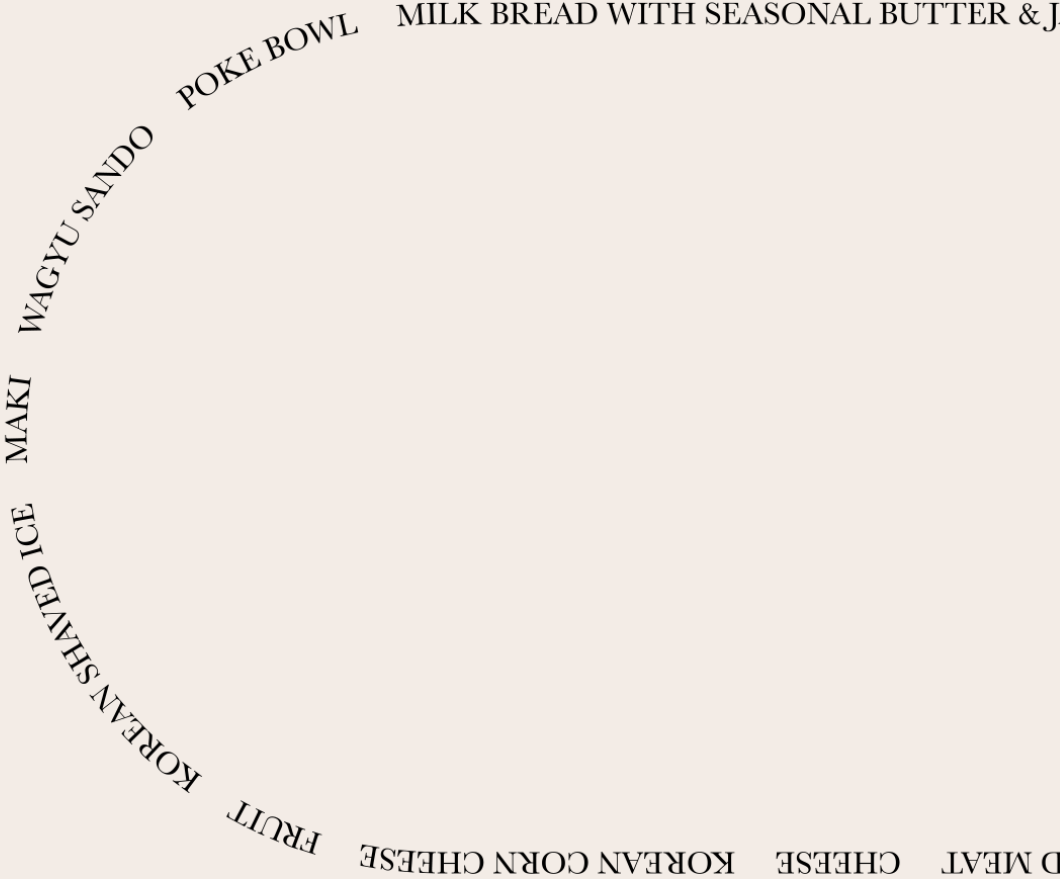 MILK BREAD WITH SEASONAL BUTTER & J
D MEAT
CHEESE
KOREAN CORN CHEESE
FRUIT
KOREAN SHAVED ICE
MAKI
WAGYU SANDO
POKE BOWL